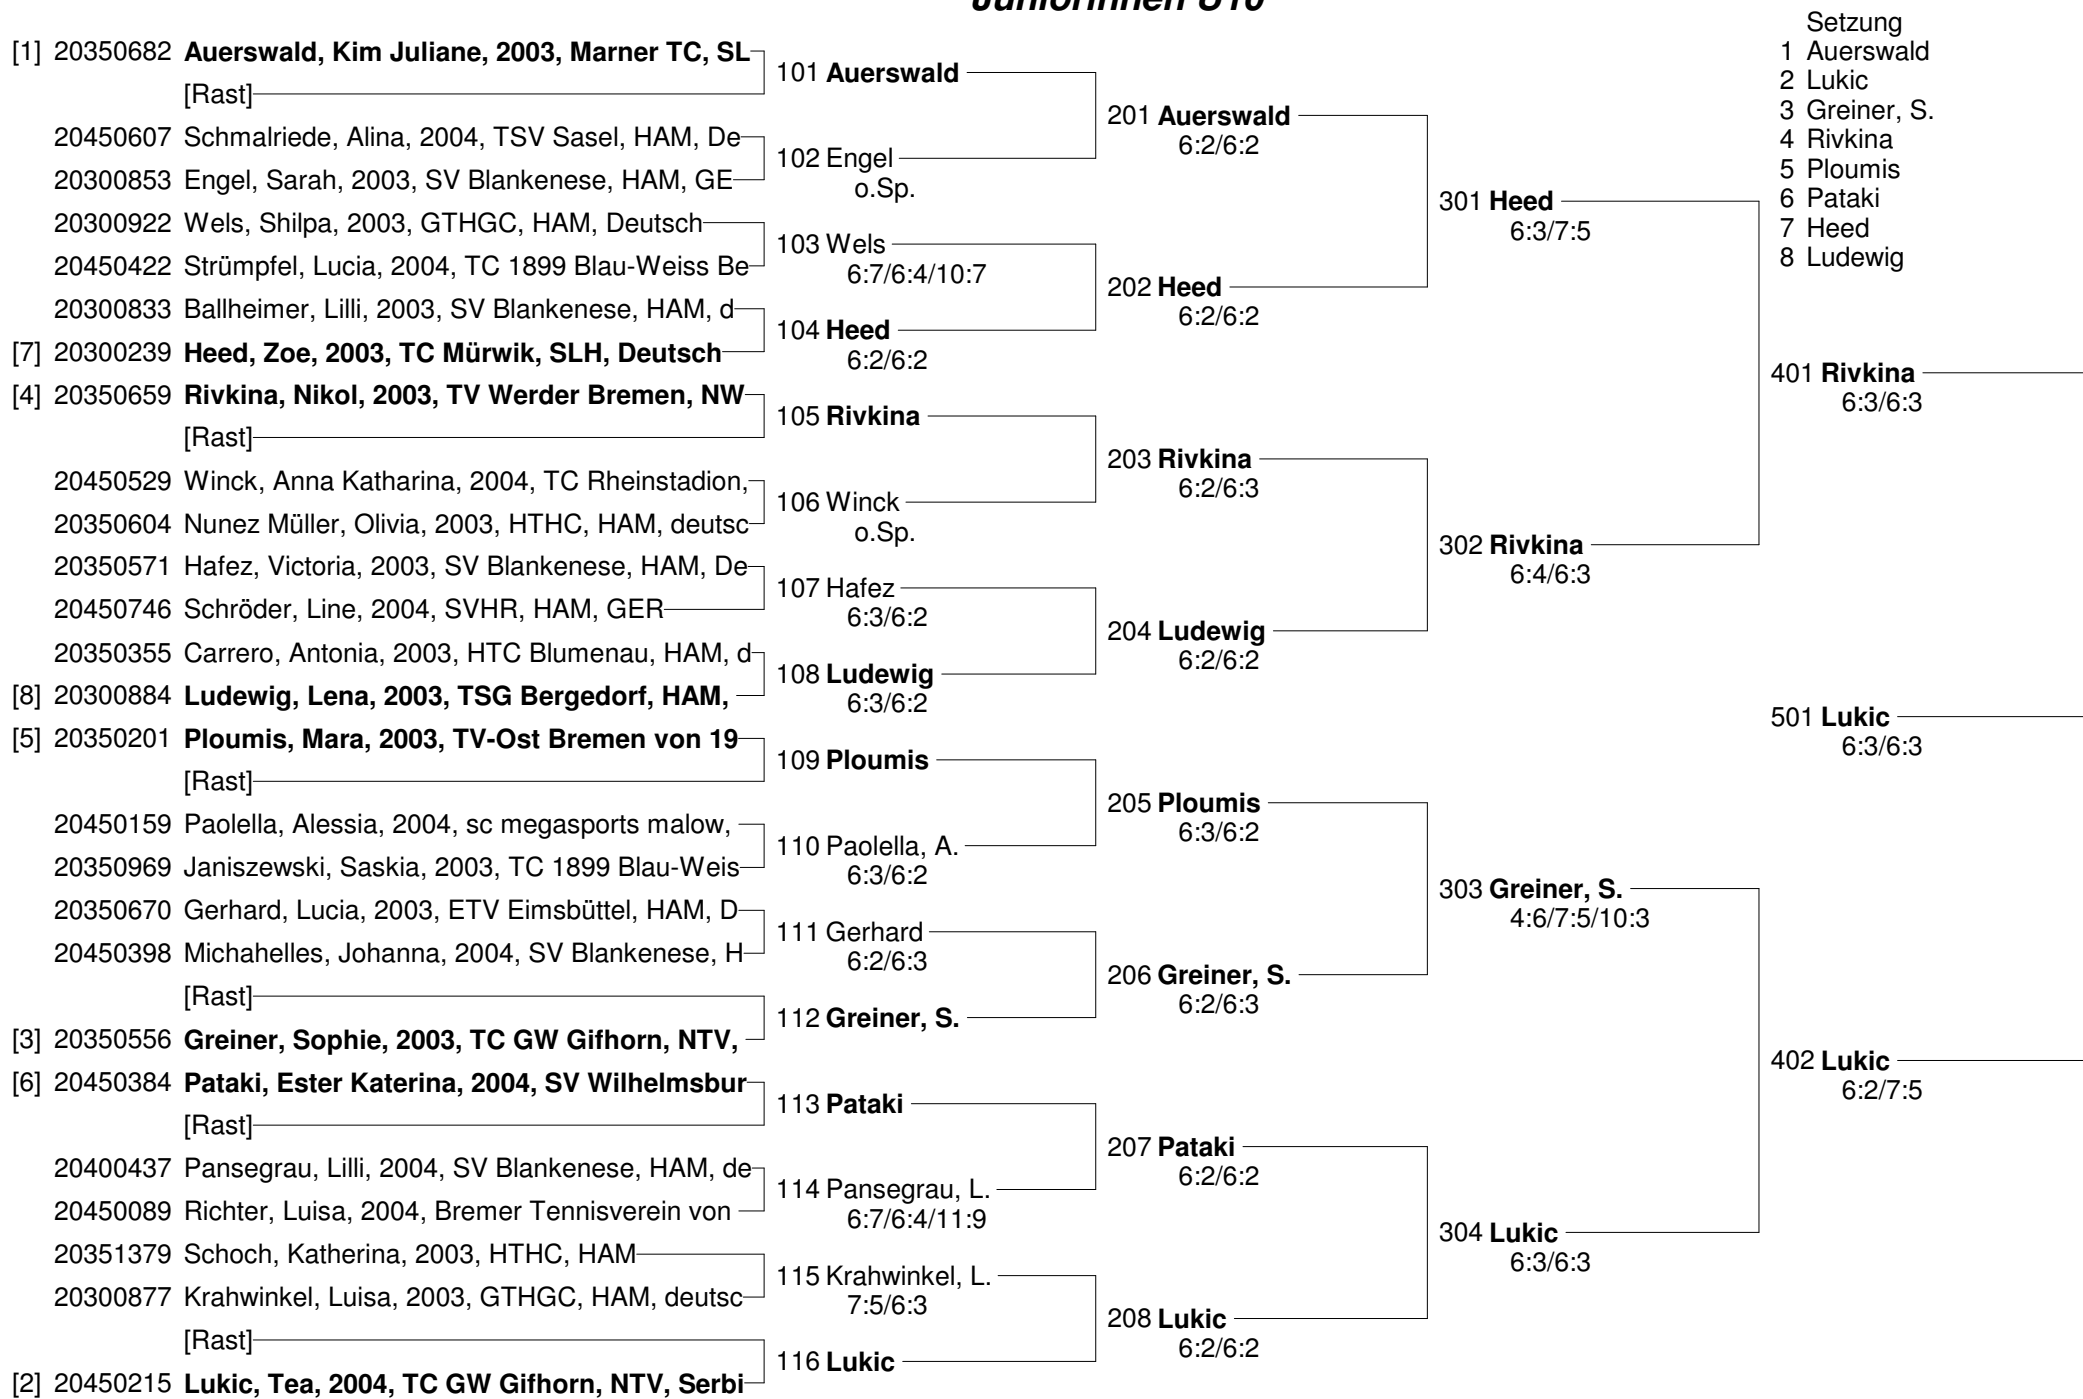 Juniorinnen U10
Setzung
1 Auerswald
2 Lukic
3 Greiner, S.
4 Rivkina
5 Ploumis
6 Pataki
7 Heed
8 Ludewig
[1] 20350682 Auerswald, Kim Juliane, 2003, Marner TC, SL
[Rast]
20450607 Schmalriede, Alina, 2004, TSV Sasel, HAM, De
20300853 Engel, Sarah, 2003, SV Blankenese, HAM, GE
20300922 Wels, Shilpa, 2003, GTHGC, HAM, Deutsch
20450422 Strümpfel, Lucia, 2004, TC 1899 Blau-Weiss Be
20300833 Ballheimer, Lilli, 2003, SV Blankenese, HAM, d
[7] 20300239 Heed, Zoe, 2003, TC Mürwik, SLH, Deutsch
[4] 20350659 Rivkina, Nikol, 2003, TV Werder Bremen, NW
[Rast]
20450529 Winck, Anna Katharina, 2004, TC Rheinstadion,
20350604 Nunez Müller, Olivia, 2003, HTHC, HAM, deutsc
20350571 Hafez, Victoria, 2003, SV Blankenese, HAM, De
20450746 Schröder, Line, 2004, SVHR, HAM, GER
20350355 Carrero, Antonia, 2003, HTC Blumenau, HAM, d
[8] 20300884 Ludewig, Lena, 2003, TSG Bergedorf, HAM,
[5] 20350201 Ploumis, Mara, 2003, TV-Ost Bremen von 19
[Rast]
20450159 Paolella, Alessia, 2004, sc megasports malow,
20350969 Janiszewski, Saskia, 2003, TC 1899 Blau-Weis
20350670 Gerhard, Lucia, 2003, ETV Eimsbüttel, HAM, D
20450398 Michahelles, Johanna, 2004, SV Blankenese, H
[Rast]
[3] 20350556 Greiner, Sophie, 2003, TC GW Gifhorn, NTV,
[6] 20450384 Pataki, Ester Katerina, 2004, SV Wilhelmsbur
[Rast]
20400437 Pansegrau, Lilli, 2004, SV Blankenese, HAM, de
20450089 Richter, Luisa, 2004, Bremer Tennisverein von
20351379 Schoch, Katherina, 2003, HTHC, HAM
20300877 Krahwinkel, Luisa, 2003, GTHGC, HAM, deutsc
[Rast]
[2] 20450215 Lukic, Tea, 2004, TC GW Gifhorn, NTV, Serbi
101 Auerswald
102 Engel
o.Sp.
103 Wels
6:7/6:4/10:7
104 Heed
6:2/6:2
105 Rivkina
106 Winck
o.Sp.
107 Hafez
6:3/6:2
108 Ludewig
6:3/6:2
109 Ploumis
110 Paolella, A.
6:3/6:2
111 Gerhard
6:2/6:3
112 Greiner, S.
113 Pataki
114 Pansegrau, L.
6:7/6:4/11:9
115 Krahwinkel, L.
7:5/6:3
116 Lukic
201 Auerswald
6:2/6:2
202 Heed
6:2/6:2
203 Rivkina
6:2/6:3
204 Ludewig
6:2/6:2
205 Ploumis
6:3/6:2
206 Greiner, S.
6:2/6:3
207 Pataki
6:2/6:2
208 Lukic
6:2/6:2
301 Heed
6:3/7:5
302 Rivkina
6:4/6:3
303 Greiner, S.
4:6/7:5/10:3
304 Lukic
6:3/6:3
401 Rivkina
6:3/6:3
501 Lukic
6:3/6:3
402 Lukic
6:2/7:5